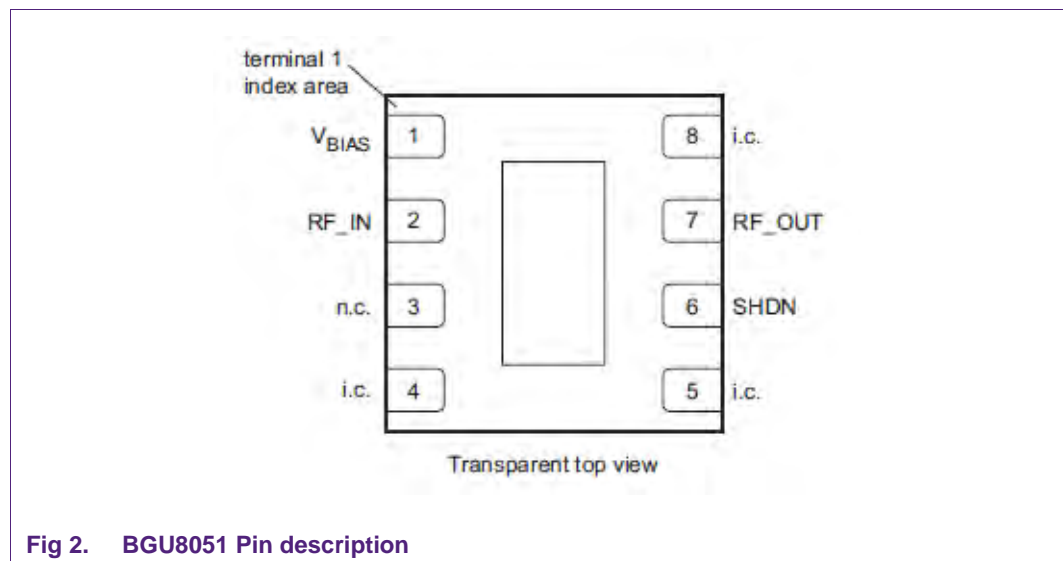 terminal 1
index area
V_BIAS 1
8 i.c.
RF_IN 2
7 RF_OUT
n.c. 3
6 SHDN
i.c. 4
5 i.c.
Transparent top view
Fig 2. BGU8051 Pin description